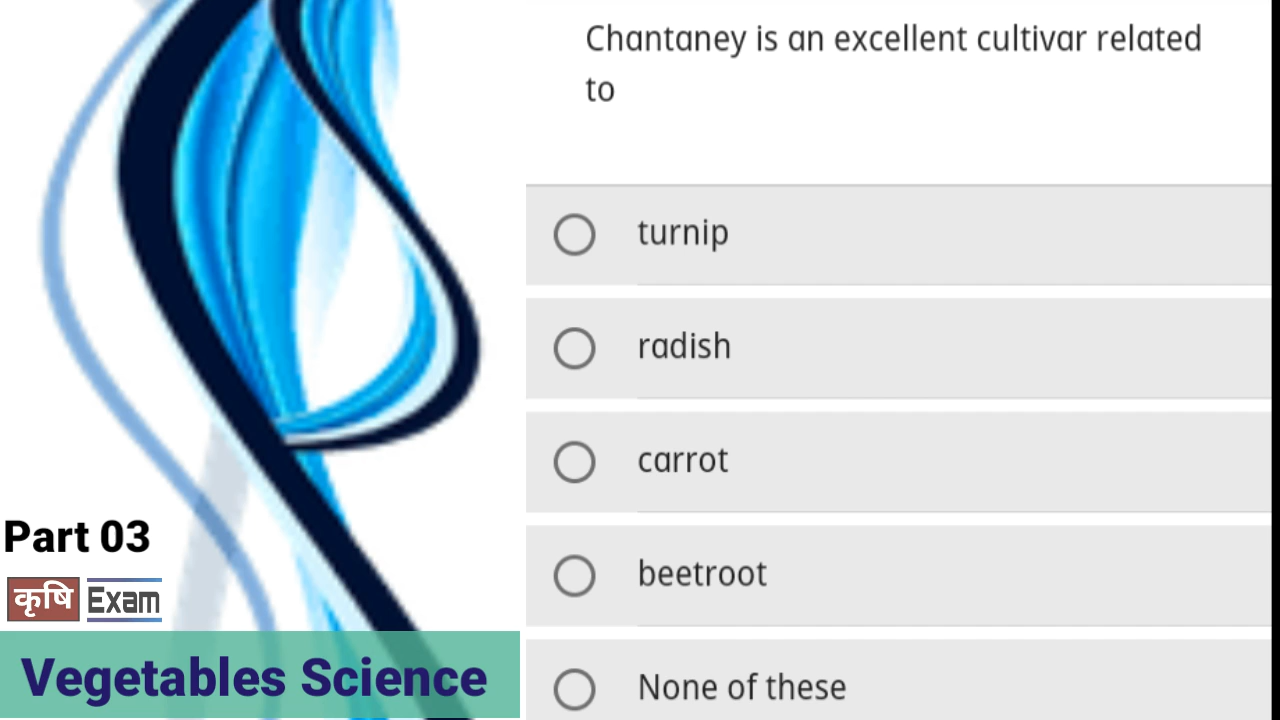 Chantaney is an excellent cultivar related
to
turnip
radish
carrot
beetroot
None of these
Part 03
कृषि Exam
Vegetables Science